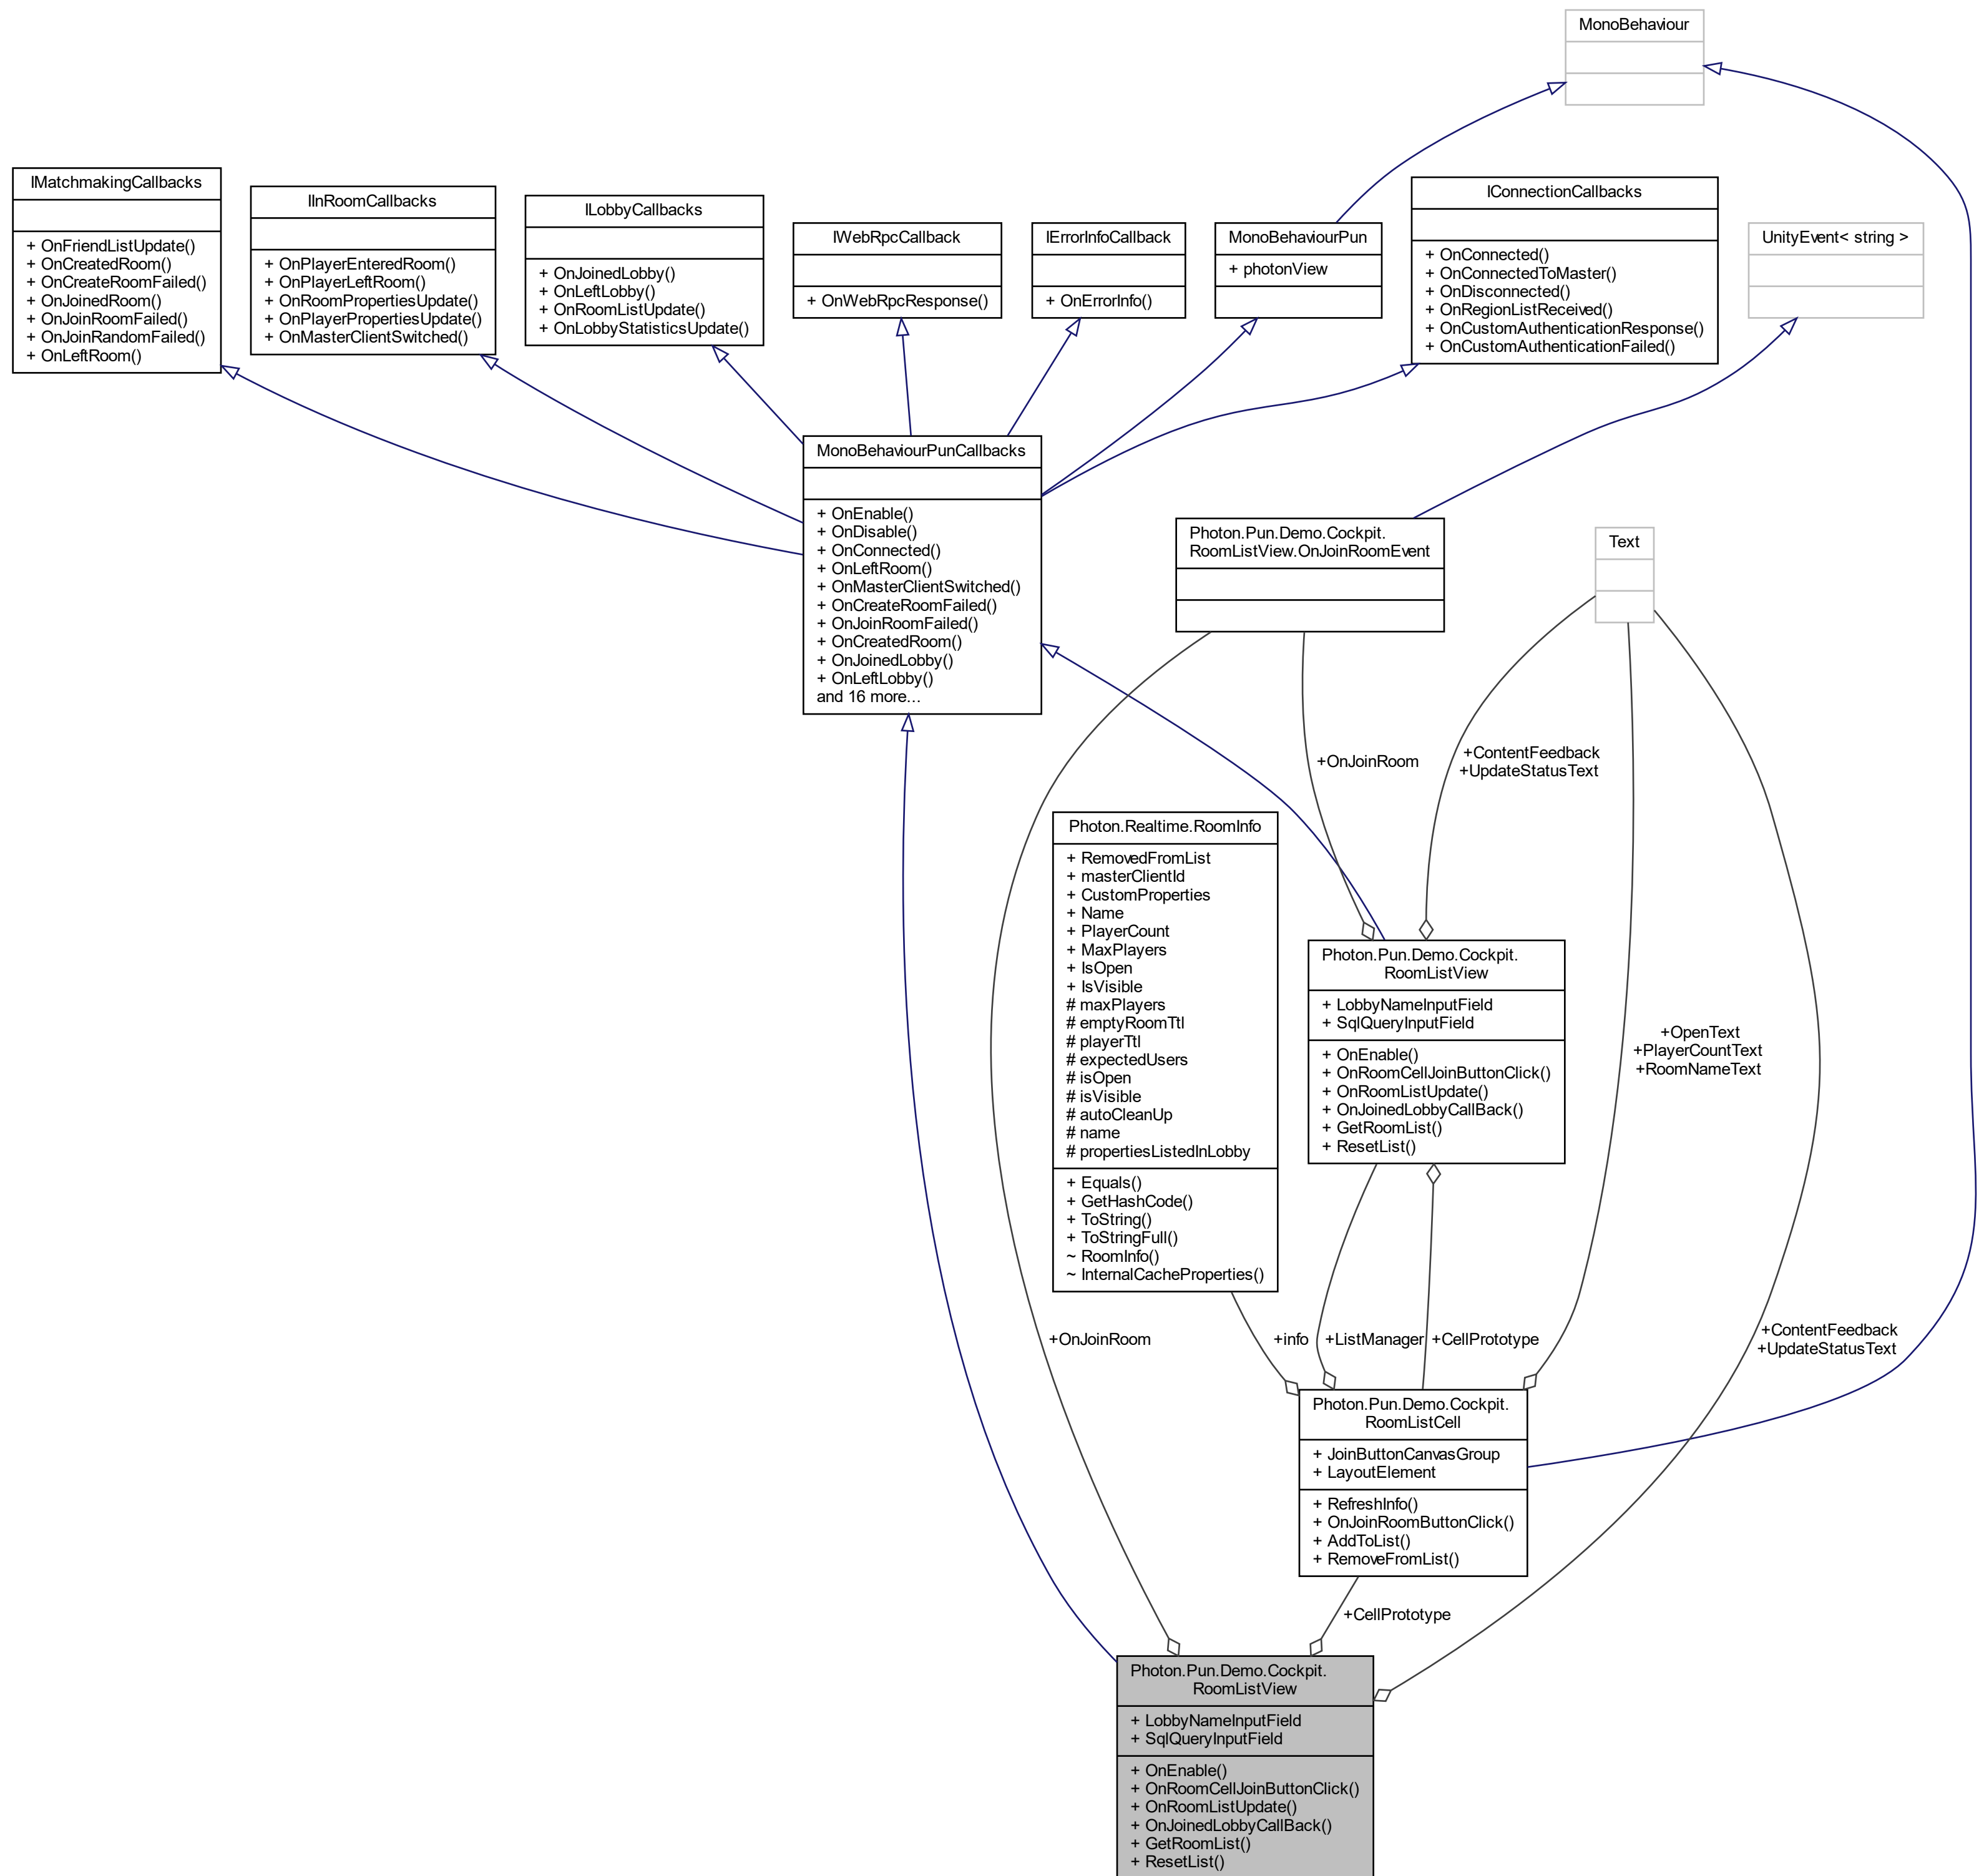 MonoBehaviour
IMatchmakingCallbacks
+ OnFriendListUpdate()
+ OnCreatedRoom()
+ OnCreateRoomFailed()
+ OnJoinedRoom()
+ OnJoinRoomFailed()
+ OnJoinRandomFailed()
+ OnLeftRoom()
IInRoomCallbacks
+ OnPlayerEnteredRoom()
+ OnPlayerLeftRoom()
+ OnRoomPropertiesUpdate()
+ OnPlayerPropertiesUpdate()
+ OnMasterClientSwitched()
ILobbyCallbacks
+ OnJoinedLobby()
+ OnLeftLobby()
+ OnRoomListUpdate()
+ OnLobbyStatisticsUpdate()
IWebRpcCallback
+ OnWebRpcResponse()
IErrorInfoCallback
+ OnErrorInfo()
MonoBehaviourPun
+ photonView
IConnectionCallbacks
+ OnConnected()
+ OnConnectedToMaster()
+ OnDisconnected()
+ OnRegionListReceived()
+ OnCustomAuthenticationResponse()
+ OnCustomAuthenticationFailed()
UnityEvent< string >
MonoBehaviourPunCallbacks
+ OnEnable()
+ OnDisable()
+ OnConnected()
+ OnLeftRoom()
+ OnMasterClientSwitched()
+ OnCreateRoomFailed()
+ OnJoinRoomFailed()
+ OnCreatedRoom()
+ OnJoinedLobby()
+ OnLeftLobby()
and 16 more...
Photon.Pun.Demo.Cockpit.
RoomListView.OnJoinRoomEvent
Text
+OnJoinRoom
+ContentFeedback
+UpdateStatusText
Photon.Realtime.RoomInfo
+ RemovedFromList
+ masterClientId
+ CustomProperties
+ Name
+ PlayerCount
+ MaxPlayers
+ IsOpen
+ IsVisible
# maxPlayers
# emptyRoomTtl
# playerTtl
# expectedUsers
# isOpen
# isVisible
# autoCleanUp
# name
# propertiesListedInLobby
+ Equals()
+ GetHashCode()
+ ToString()
+ ToStringFull()
~ RoomInfo()
~ InternalCacheProperties()
Photon.Pun.Demo.Cockpit.
RoomListView
+ LobbyNameInputField
+ SqlQueryInputField
+ OnEnable()
+ OnRoomCellJoinButtonClick()
+ OnRoomListUpdate()
+ OnJoinedLobbyCallBack()
+ GetRoomList()
+ ResetList()
+OpenText
+PlayerCountText
+RoomNameText
+OnJoinRoom
+info
+ListManager
+CellPrototype
+ContentFeedback
+UpdateStatusText
Photon.Pun.Demo.Cockpit.
RoomListCell
+ JoinButtonCanvasGroup
+ LayoutElement
+ RefreshInfo()
+ OnJoinRoomButtonClick()
+ AddToList()
+ RemoveFromList()
+CellPrototype
Photon.Pun.Demo.Cockpit.
RoomListView
+ LobbyNameInputField
+ SqlQueryInputField
+ OnEnable()
+ OnRoomCellJoinButtonClick()
+ OnRoomListUpdate()
+ OnJoinedLobbyCallBack()
+ GetRoomList()
+ ResetList()